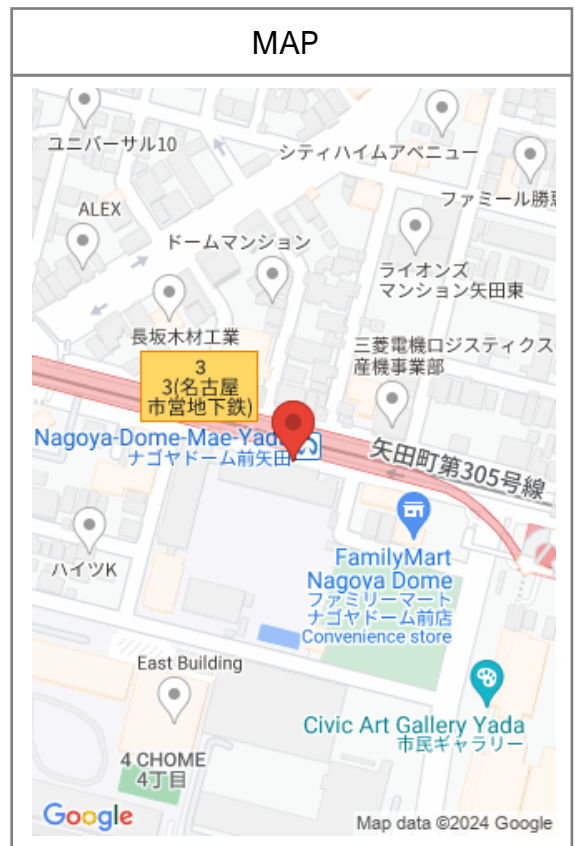 MAP
ユニバーサル10
シティハイムアベニュー
ファミール勝
ALEX
ドームマンション
ライオンズ
マンション矢田東
長坂木材工業
三菱電機ロジスティクス
産機事業部
3
3(名古屋
市営地下鉄)
Nagoya-Dome-Mae-Yada
ナゴヤドーム前矢田
矢田町第305号線
ハイツK
FamilyMart
Nagoya Dome
ファミリーマート
ナゴヤドーム前店
Convenience store
East Building
Civic Art Gallery Yada
市民ギャラリー
4 CHOME
4丁目
Google
Map data ©2024 Google